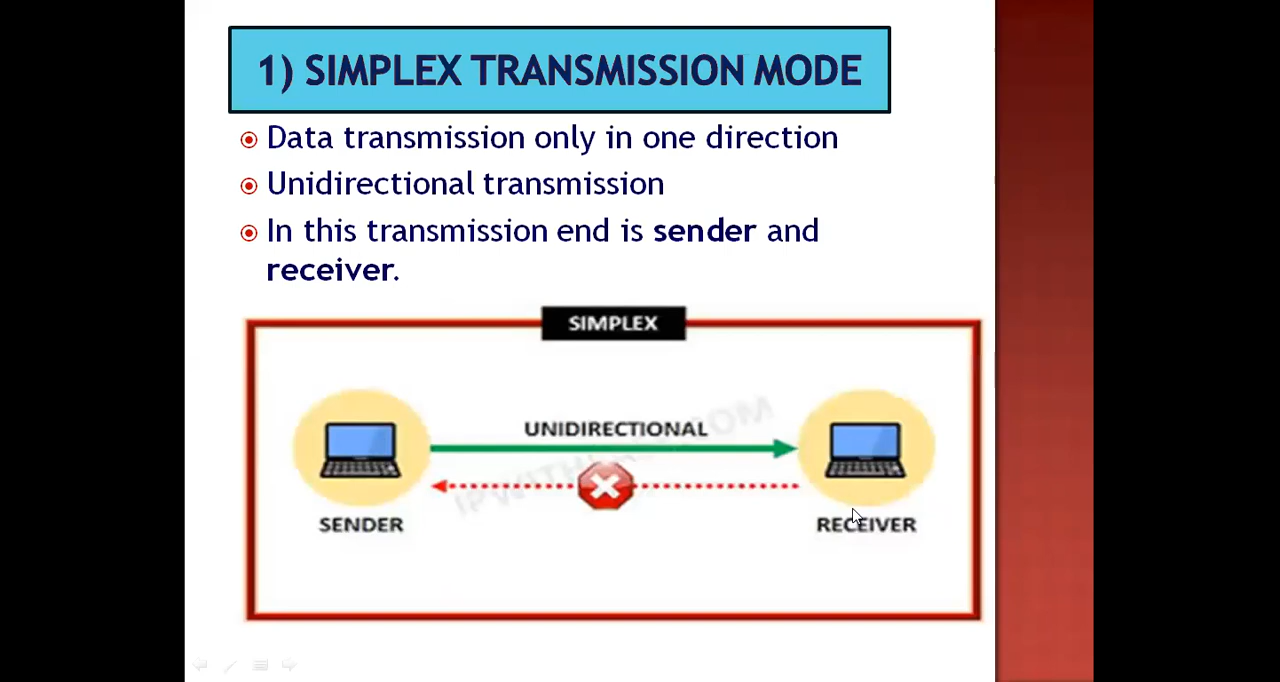 1) SIMPLEX TRANSMISSION MODE
Data transmission only in one direction
Unidirectional transmission
In this transmission end is sender and
receiver.
SIMPLEX
UNIDIRECTIONAL
SENDER
RECEIVER